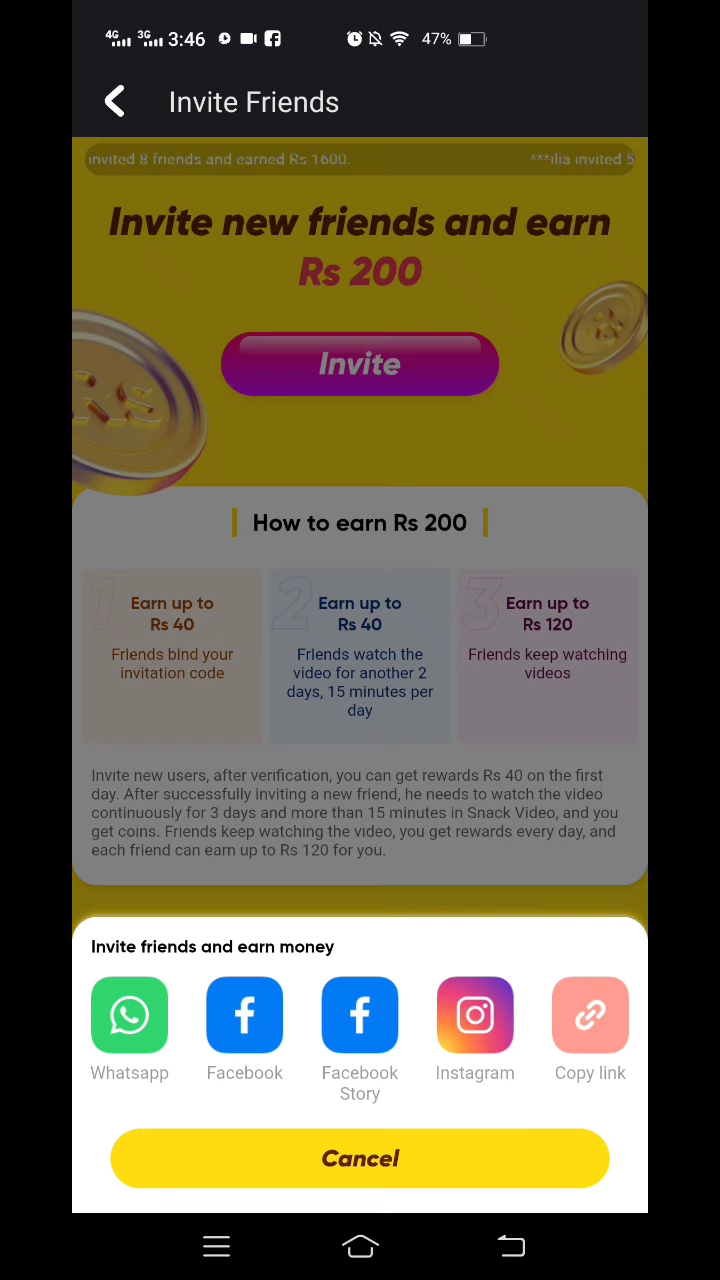 4G 3G 3:46 47%
Invite Friends
invited 8 friends and earned Rs 1600. ***ilia invited 5
Invite new friends and earn
Rs 200
Invite
Rs
Rs
How to earn Rs 200
1
Earn up to
Rs 40
Friends bind your
invitation code
2
Earn up to
Rs 40
Friends watch the
video for another 2
days, 15 minutes per
day
3
Earn up to
Rs 120
Friends keep watching
videos
Invite new users, after verification, you can get rewards Rs 40 on the first
day. After successfully inviting a new friend, he needs to watch the video
continuously for 3 days and more than 15 minutes in Snack Video, and you
get coins. Friends keep watching the video, you get rewards every day, and
each friend can earn up to Rs 120 for you.
Invite friends and earn money
Whatsapp
Facebook
Facebook
Story
Instagram
Copy link
Cancel